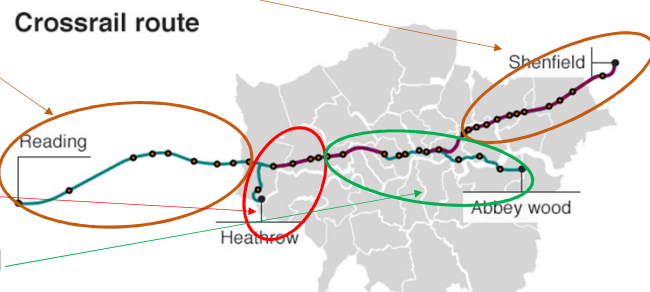 Crossrail route
Shenfield
Reading
Abbey wood
Heathrow